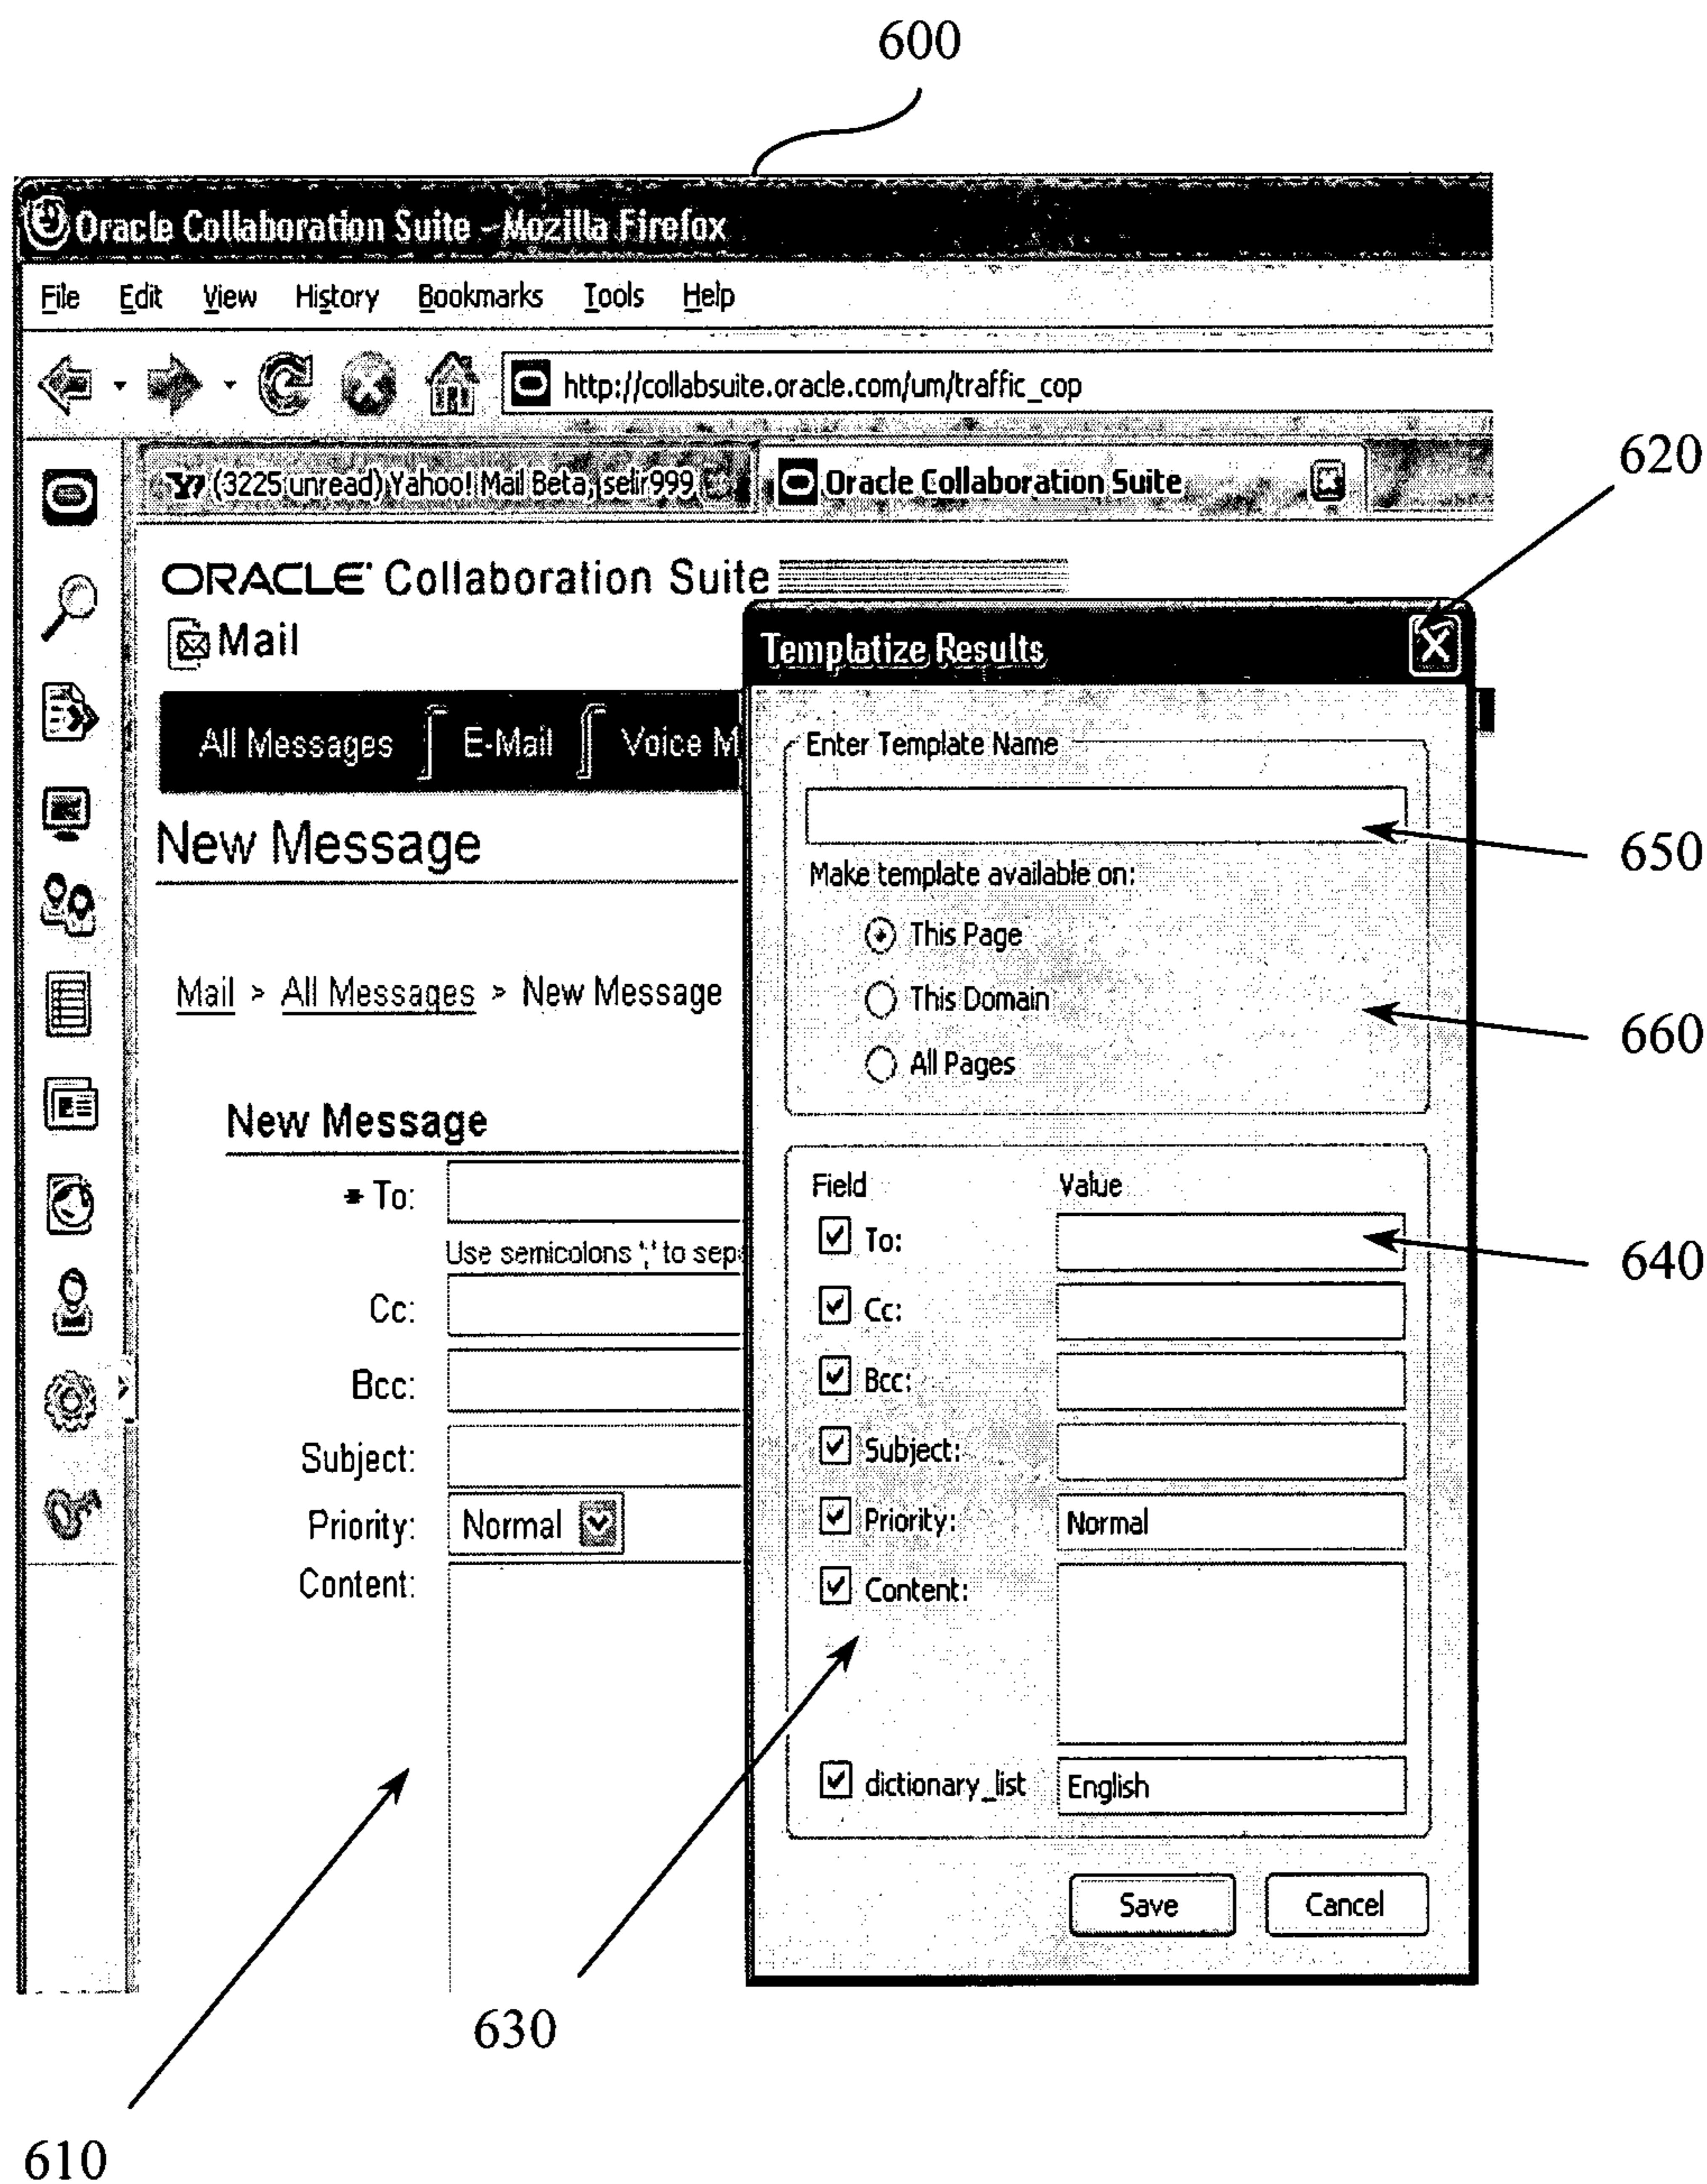 600
Oracle Collaboration Suite - Mozilla Firefox
File Edit View History Bookmarks Tools Help
http://collabsuite.oracle.com/um/traffic_cop
Y! (3225 unread) Yahoo! Mail Beta, selir999
Oracle Collaboration Suite
620
ORACLE Collaboration Suite
Mail
Templatize Results
All Messages E-Mail Voice M
Enter Template Name
650
New Message
Make template available on:
This Page
This Domain
All Pages
660
Mail > All Messages > New Message
New Message
* To:
Use semicolons ';' to sep
Cc:
Bcc:
Subject:
Priority: Normal
Content:
Field Value
To:
640
Cc:
Bcc:
Subject:
Priority: Normal
Content:
dictionary_list English
Save Cancel
630
610